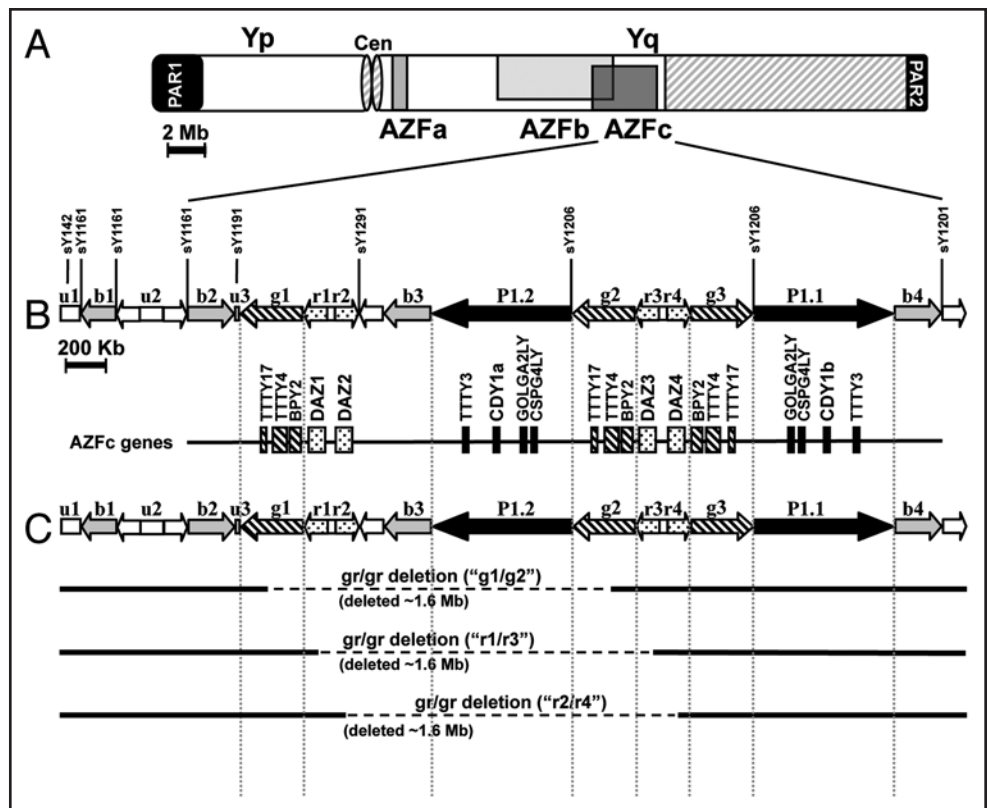 A
Yp
Cen
Yq
PAR1
PAR2
2 Mb
AZFa
AZFb
AZFc
sY142
sY1161
sY1161
sY1161
sY1191
sY1291
sY1206
sY1206
sY1201
B
u1 b1 u2 b2 u3 g1 r1 r2 b3 P1.2 g2 r3 r4 g3 P1.1 b4
200 Kb
AZFc genes
TTTY17
TTTY4
BPY2
DAZ1
DAZ2
TTTY3
CDY1a
GOLGA2LY
CSPG4LY
TTTY17
TTTY4
BPY2
DAZ3
DAZ4
BPY2
TTTY4
TTTY17
GOLGA2LY
CSPG4LY
CDY1b
TTTY3
C
u1 b1 u2 b2 u3 g1 r1 r2 b3 P1.2 g2 r3 r4 g3 P1.1 b4
gr/gr deletion (“g1/g2”)
(deleted ~1.6 Mb)
gr/gr deletion (“r1/r3”)
(deleted ~1.6 Mb)
gr/gr deletion (“r2/r4”)
(deleted ~1.6 Mb)